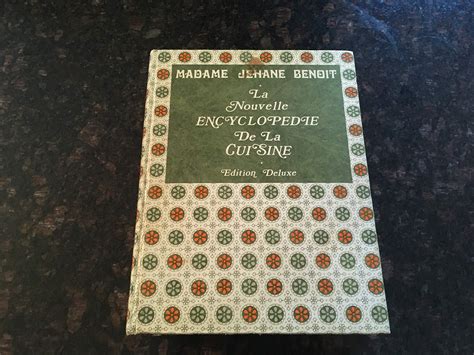 MADAME JEHANE BENOIT
La
Nouvelle
ENCYCLOPEDIE
De La
CUISINE
Edition Deluxe